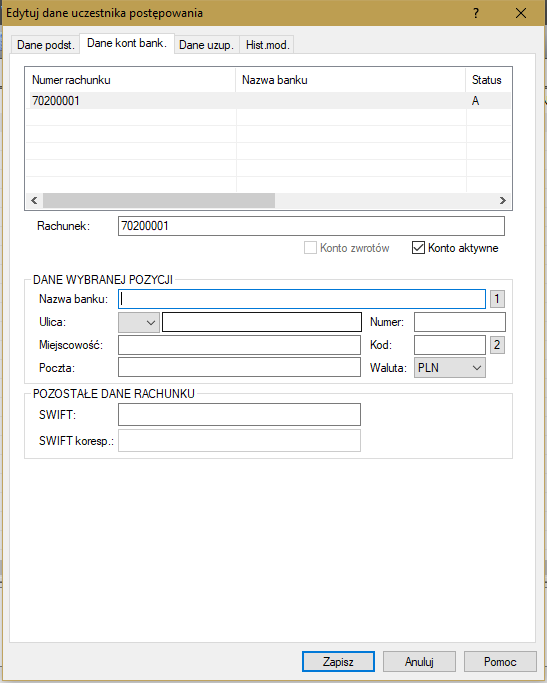 Edytuj dane uczestnika postępowania ?
Dane podst. Dane kont bank. Dane uzup. Hist.mod.
Numer rachunku Nazwa banku Status
70200001 A
Rachunek: 70200001
Konto zwrotów Konto aktywne
DANE WYBRANEJ POZYCJI
Nazwa banku: 1
Ulica: Numer:
Miejscowość: Kod: 2
Poczta: Waluta: PLN
POZOSTAŁE DANE RACHUNKU
SWIFT:
SWIFT koresp.:
Zapisz Anuluj Pomoc